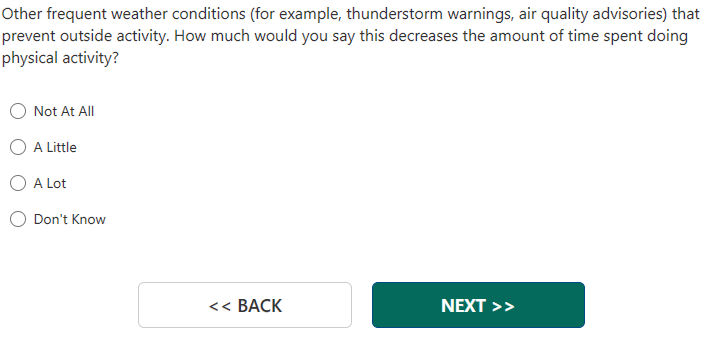 Other frequent weather conditions (for example, thunderstorm warnings, air quality advisories) that
prevent outside activity. How much would you say this decreases the amount of time spent doing
physical activity?
Not At All
A Little
A Lot
Don't Know
<< BACK
NEXT >>